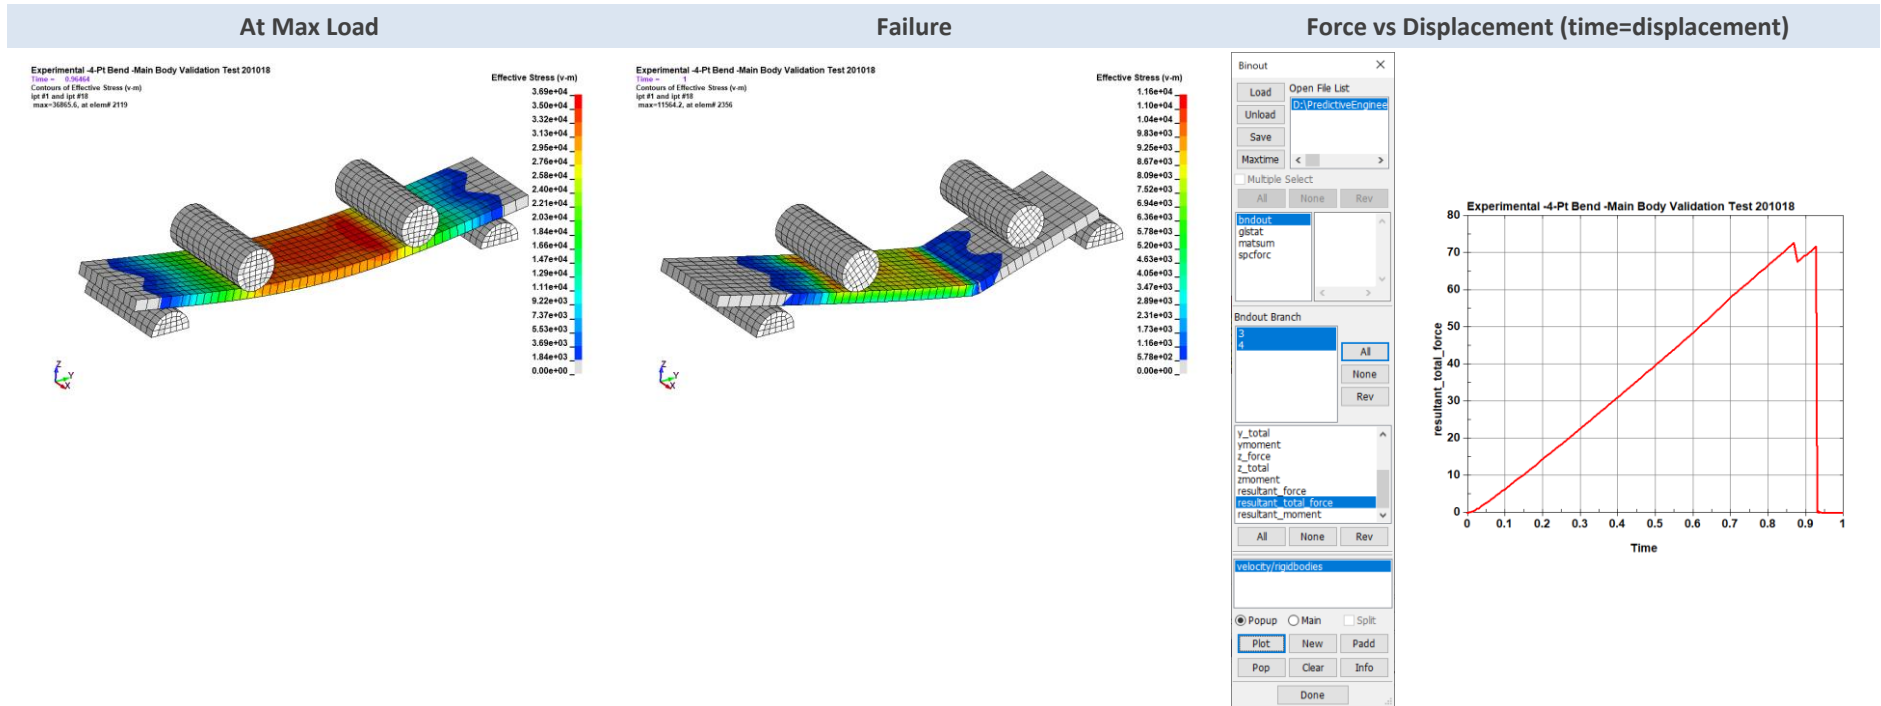 At Max Load
Failure
Force vs Displacement (time=displacement)
Experimental -4-Pt Bend -Main Body Validation Test 201018
Time = 0.96464
Contours of Effective Stress (v-m)
ipt #1 and ipt #18
max=36865.6, at elem# 2119
Effective Stress (v-m)
3.69e+04
3.50e+04
3.32e+04
3.13e+04
2.95e+04
2.76e+04
2.58e+04
2.40e+04
2.21e+04
2.03e+04
1.84e+04
1.66e+04
1.47e+04
1.29e+04
1.11e+04
9.22e+03
7.37e+03
5.53e+03
3.69e+03
1.84e+03
0.00e+00
Z
Y
X
Experimental -4-Pt Bend -Main Body Validation Test 201018
Time = 1
Contours of Effective Stress (v-m)
ipt #1 and ipt #18
max=11564.2, at elem# 2356
Effective Stress (v-m)
1.16e+04
1.10e+04
1.04e+04
9.83e+03
9.25e+03
8.67e+03
8.09e+03
7.52e+03
6.94e+03
6.36e+03
5.78e+03
5.20e+03
4.63e+03
4.05e+03
3.47e+03
2.89e+03
2.31e+03
1.73e+03
1.16e+03
5.78e+02
0.00e+00
Z
Y
X
Binout
Load
Unload
Save
Maxtime
Open File List
D:\PredictiveEnginee
Multiple Select
All None Rev
bndout
glstat
matsum
spcforc
Bndout Branch
3
4
All
None
Rev
y_total
ymoment
z_force
z_total
zmoment
resultant_force
resultant_total_force
resultant_moment
All None Rev
velocity/rigidbodies
Popup Main Split
Plot New Padd
Pop Clear Info
Done
Experimental -4-Pt Bend -Main Body Validation Test 201018
resultant_total_force
80
70
60
50
40
30
20
10
0
0 0.1 0.2 0.3 0.4 0.5 0.6 0.7 0.8 0.9 1
Time